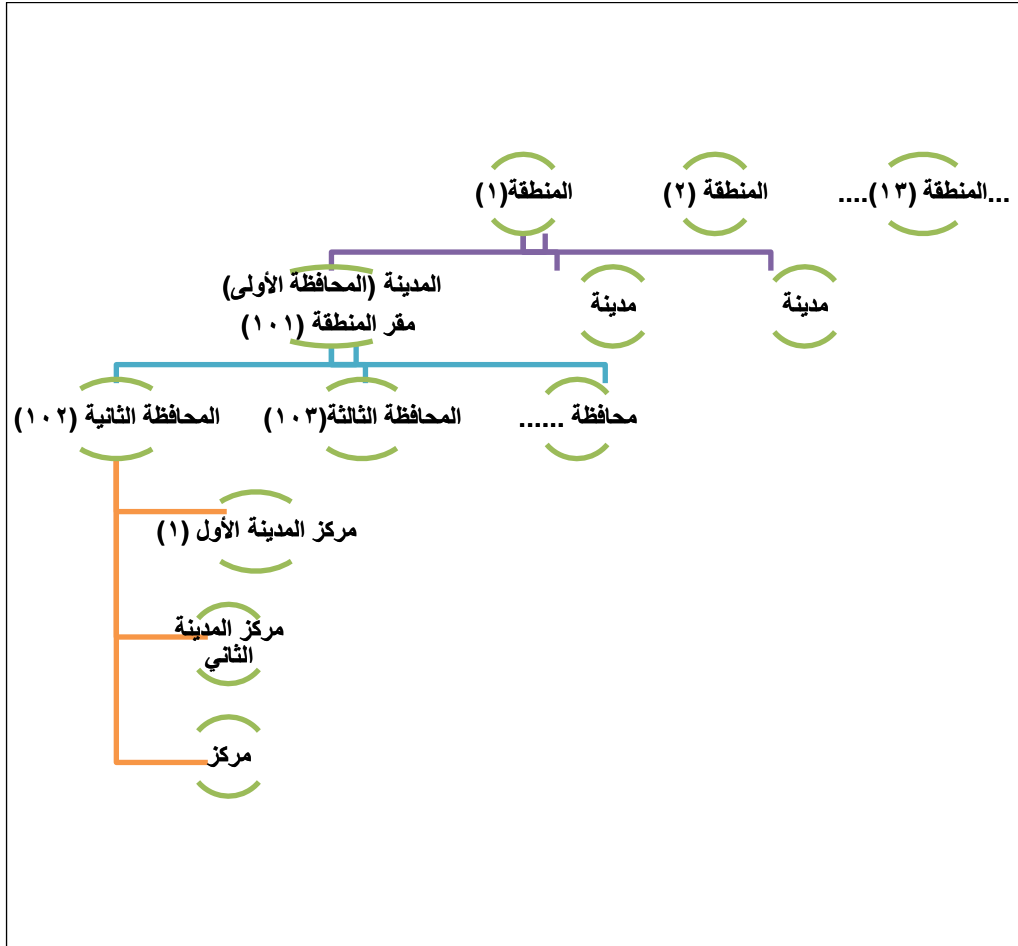 المنطقة(١)
المنطقة (٢)
...المنطقة (١٣)....
المدينة (المحافظة الأولى)
مقر المنطقة (١٠١)
مدينة
مدينة
المحافظة الثانية (١٠٢)
المحافظة الثالثة(١٠٣)
محافظة ......
مركز المدينة الأول (١)
مركز المدينة
الثاني
مركز